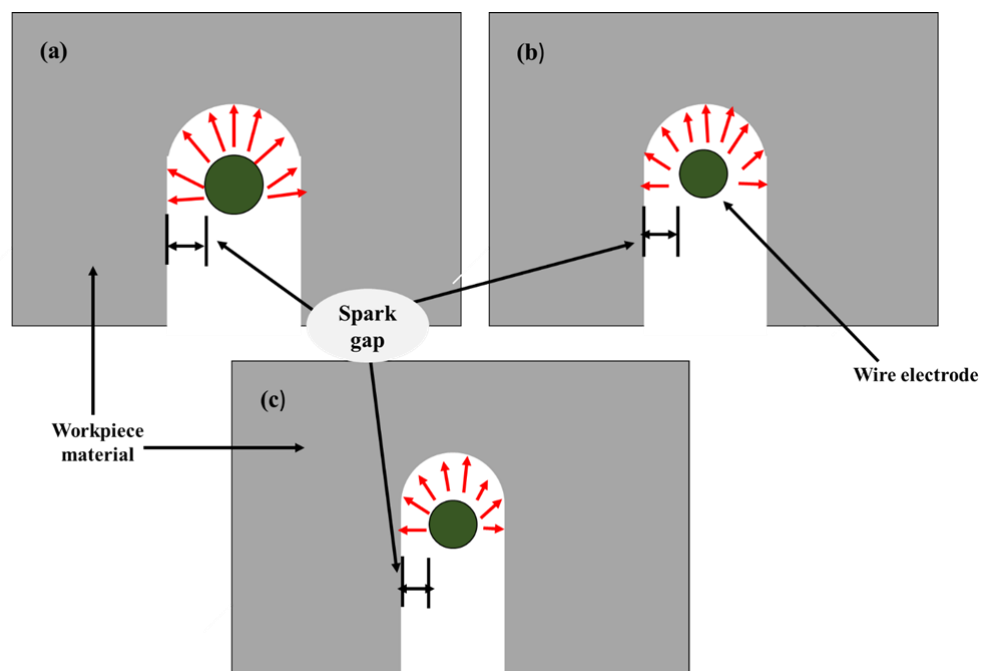 (a)
(b)
Spark
gap
Wire electrode
(c)
Workpiece
material